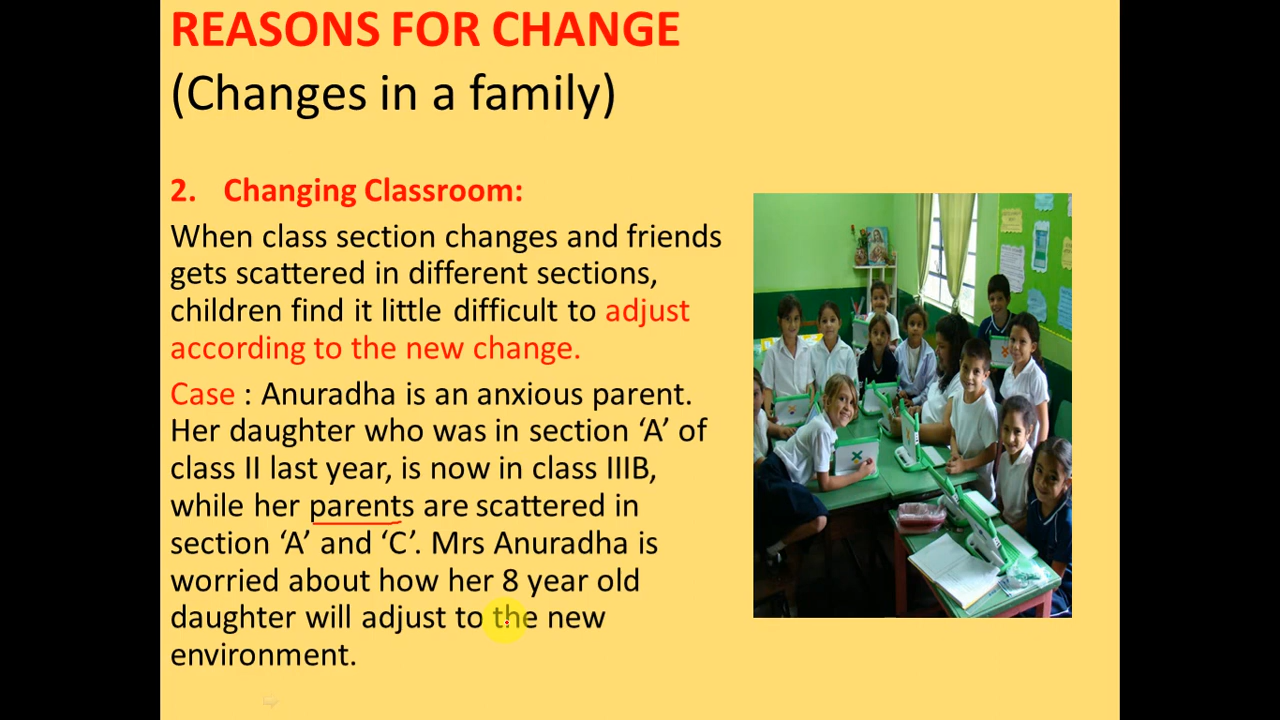 REASONS FOR CHANGE
(Changes in a family)
2. Changing Classroom:
When class section changes and friends
gets scattered in different sections,
children find it little difficult to adjust
according to the new change.
Case : Anuradha is an anxious parent.
Her daughter who was in section ‘A’ of
class II last year, is now in class IIIB,
while her parents are scattered in
section ‘A’ and ‘C’. Mrs Anuradha is
worried about how her 8 year old
daughter will adjust to the new
environment.